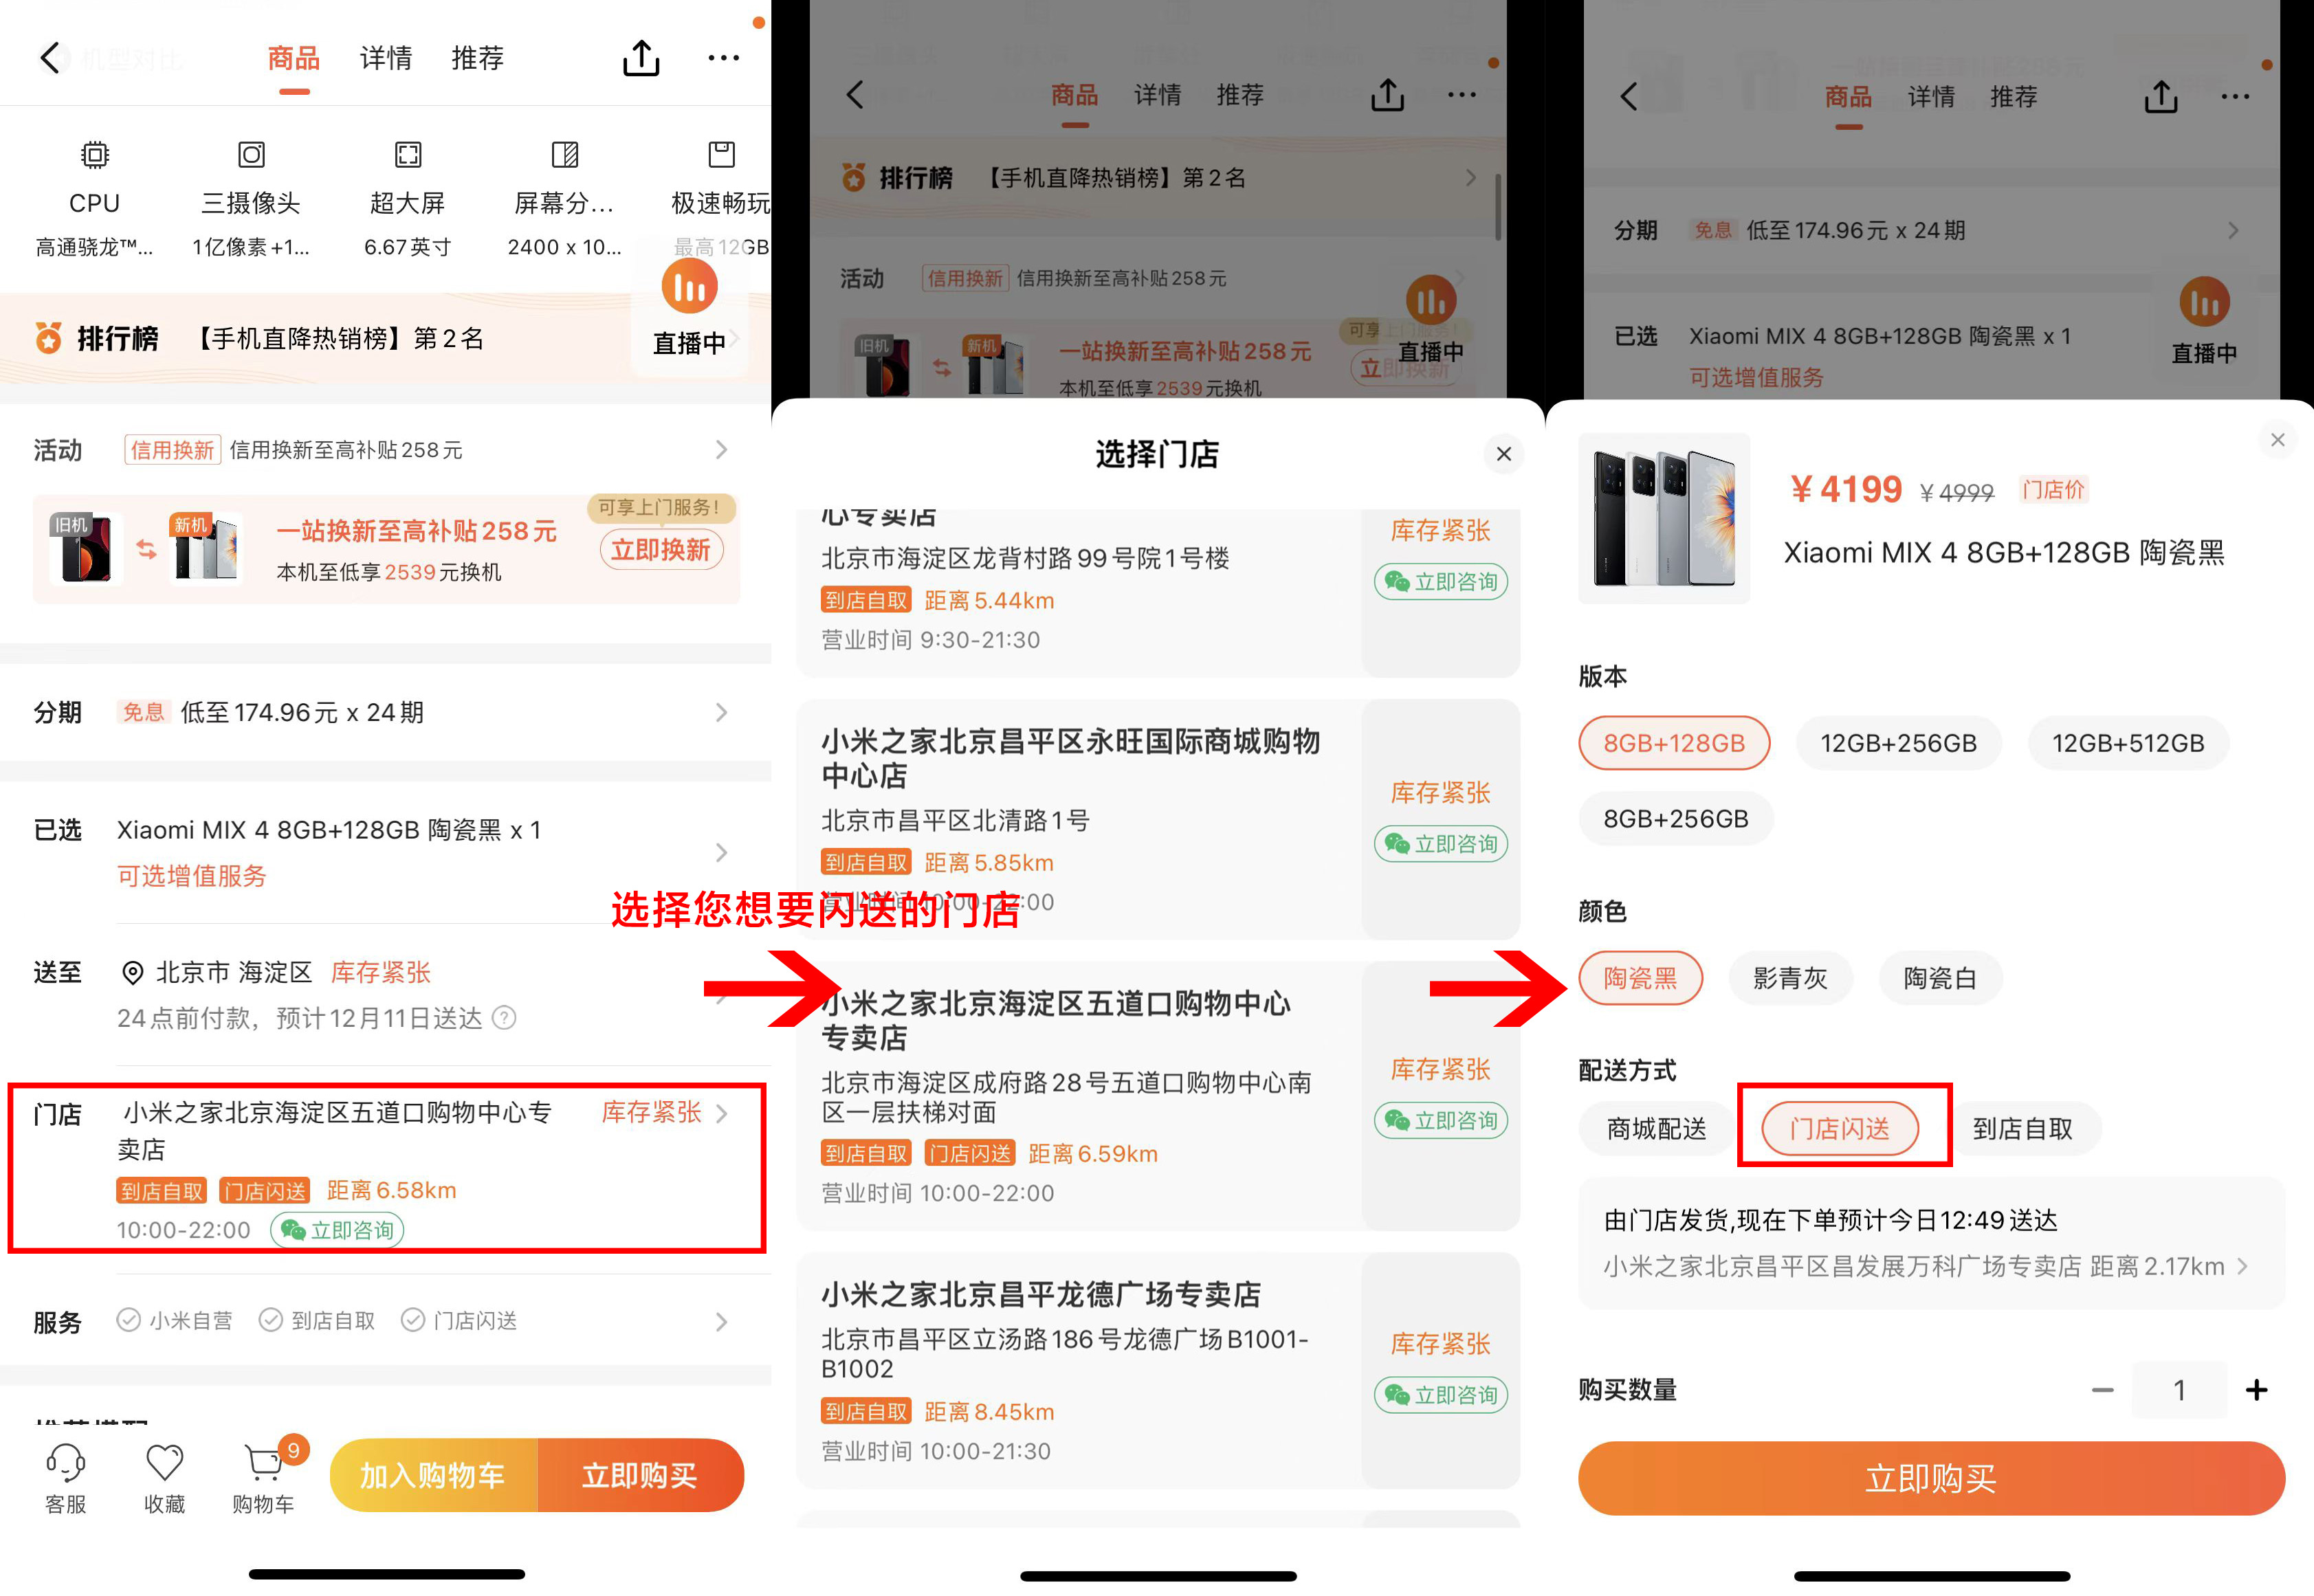 商品
详情
推荐
CPU
高通骁龙™...
三摄像头
1亿像素+1...
超大屏
6.67英寸
屏幕分...
2400 x 10...
极速畅玩
最高12GB
排行榜
【手机直降热销榜】第2名
直播中
活动
信用换新
信用换新至高补贴258元
旧机
新机
一站换新至高补贴258元
本机至低享2539元换机
可享上门服务！
立即换新
分期
免息
低至174.96元 x 24期
已选
Xiaomi MIX 4 8GB+128GB 陶瓷黑 x 1
可选增值服务
送至
北京市 海淀区
库存紧张
24点前付款，预计12月11日送达
门店
小米之家北京海淀区五道口购物中心专
卖店
库存紧张
到店自取
门店闪送
距离6.58km
10:00-22:00
立即咨询
服务
小米自营
到店自取
门店闪送
客服
收藏
购物车
9
加入购物车
立即购买
选择您想要闪送的门店
商品
详情
推荐
排行榜
【手机直降热销榜】第2名
活动
信用换新
信用换新至高补贴258元
旧机
新机
一站换新至高补贴258元
本机至低享2539元换机
立即换新
直播中
选择门店
心专卖店
北京市海淀区龙背村路99号院1号楼
到店自取
距离5.44km
营业时间 9:30-21:30
库存紧张
立即咨询
小米之家北京昌平区永旺国际商城购物
中心店
北京市昌平区北清路1号
到店自取
距离5.85km
营业时间 10:00-22:00
库存紧张
立即咨询
小米之家北京海淀区五道口购物中心
专卖店
北京市海淀区成府路28号五道口购物中心南
区一层扶梯对面
到店自取
门店闪送
距离6.59km
营业时间 10:00-22:00
库存紧张
立即咨询
小米之家北京昌平龙德广场专卖店
北京市昌平区立汤路186号龙德广场B1001-
B1002
到店自取
距离8.45km
营业时间 10:00-21:30
库存紧张
立即咨询
商品
详情
推荐
分期
免息
低至174.96元 x 24期
已选
Xiaomi MIX 4 8GB+128GB 陶瓷黑 x 1
可选增值服务
直播中
¥4199
¥4999
门店价
Xiaomi MIX 4 8GB+128GB 陶瓷黑
版本
8GB+128GB
12GB+256GB
12GB+512GB
8GB+256GB
颜色
陶瓷黑
影青灰
陶瓷白
配送方式
商城配送
门店闪送
到店自取
由门店发货,现在下单预计今日12:49送达
小米之家北京昌平区昌发展万科广场专卖店 距离2.17km
购买数量
1
立即购买